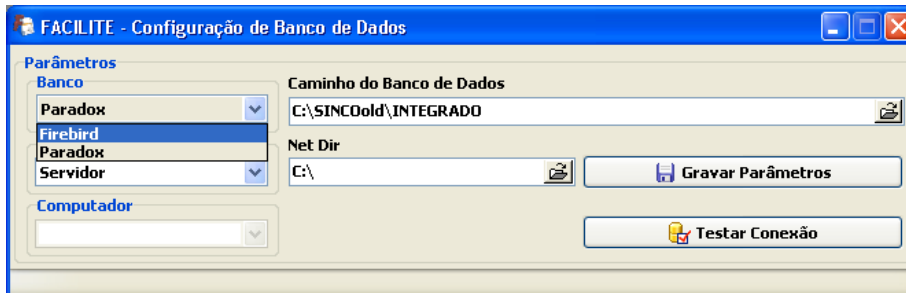 FACILITE - Configuração de Banco de Dados
Parâmetros
Banco
Paradox
Firebird
Paradox
Servidor
Computador
Caminho do Banco de Dados
C:\SINCOold\INTEGRADO
Net Dir
C:\
Gravar Parâmetros
Testar Conexão